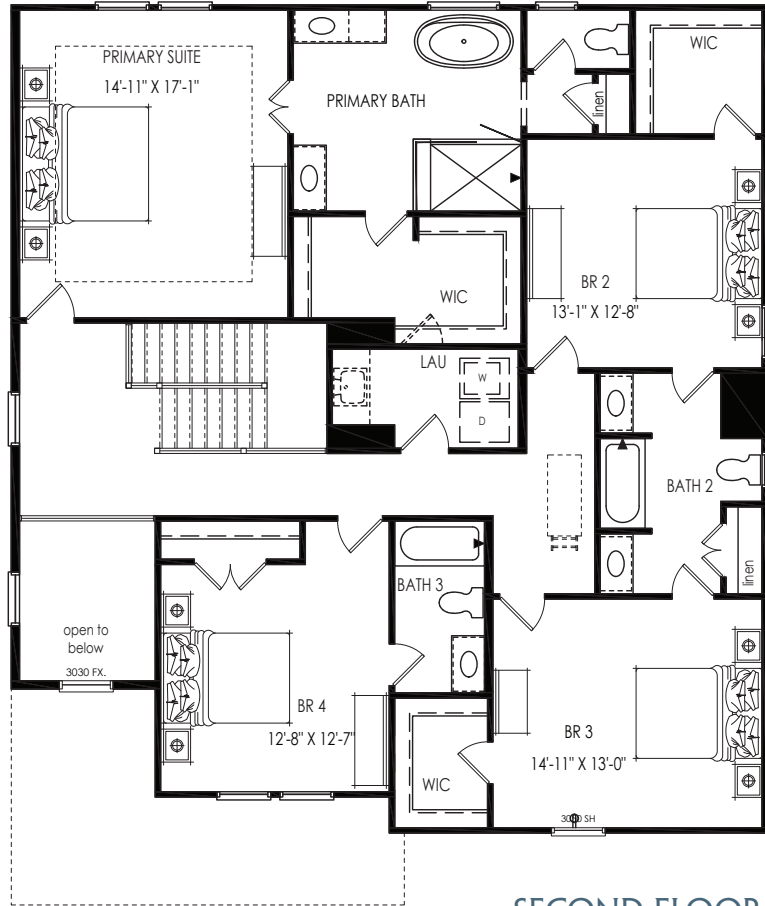 PRIMARY SUITE
14'-11" X 17'-1"
PRIMARY BATH
linen
WIC
BR 2
13'-1" X 12'-8"
WIC
LAU
W
D
BATH 2
linen
BATH 3
open to
below
3030 FX.
BR 4
12'-8" X 12'-7"
BR 3
14'-11" X 13'-0"
WIC
SH
SECOND FLOOR